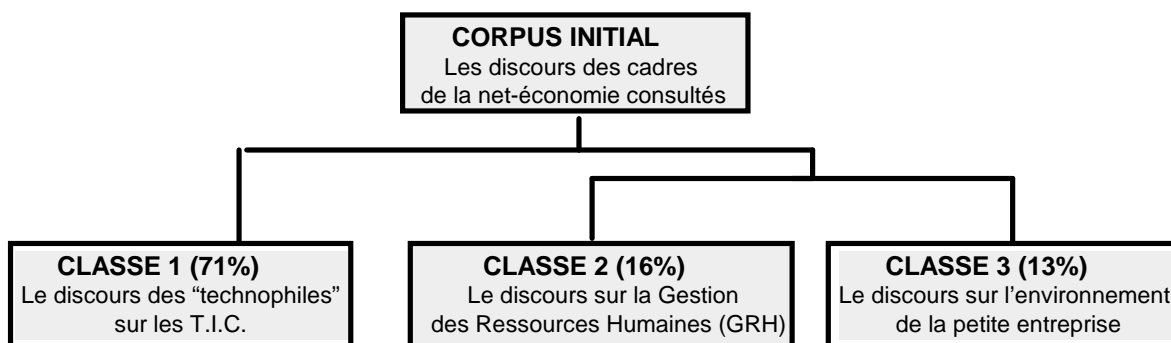 CORPUS INITIAL
Les discours des cadres
de la net-économie consultés
CLASSE 1 (71%)
Le discours des “technophiles”
sur les T.I.C.
CLASSE 2 (16%)
Le discours sur la Gestion
des Ressources Humaines (GRH)
CLASSE 3 (13%)
Le discours sur l’environnement
de la petite entreprise